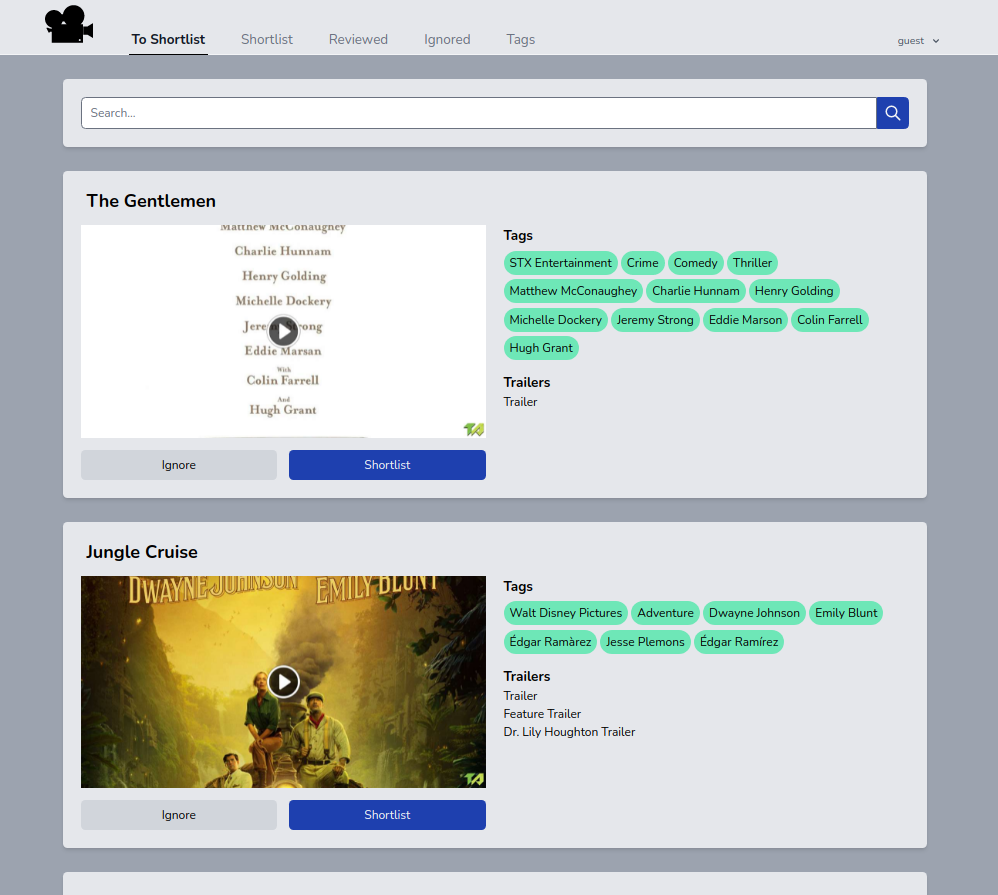 To Shortlist Shortlist Reviewed Ignored Tags guest
Search...
The Gentlemen
Matthew McConaughey
Charlie Hunnam
Henry Golding
Michelle Dockery
Jeremy Strong
Eddie Marsan
With
Colin Farrell
And
Hugh Grant
TA
Ignore Shortlist
Tags
STX Entertainment Crime Comedy Thriller
Matthew McConaughey Charlie Hunnam Henry Golding
Michelle Dockery Jeremy Strong Eddie Marson Colin Farrell
Hugh Grant
Trailers
Trailer
Jungle Cruise
DWAYNE JOHNSON EMILY BLUNT
TA
Ignore Shortlist
Tags
Walt Disney Pictures Adventure Dwayne Johnson Emily Blunt
Édgar Ramàrez Jesse Plemons Édgar Ramírez
Trailers
Trailer
Feature Trailer
Dr. Lily Houghton Trailer